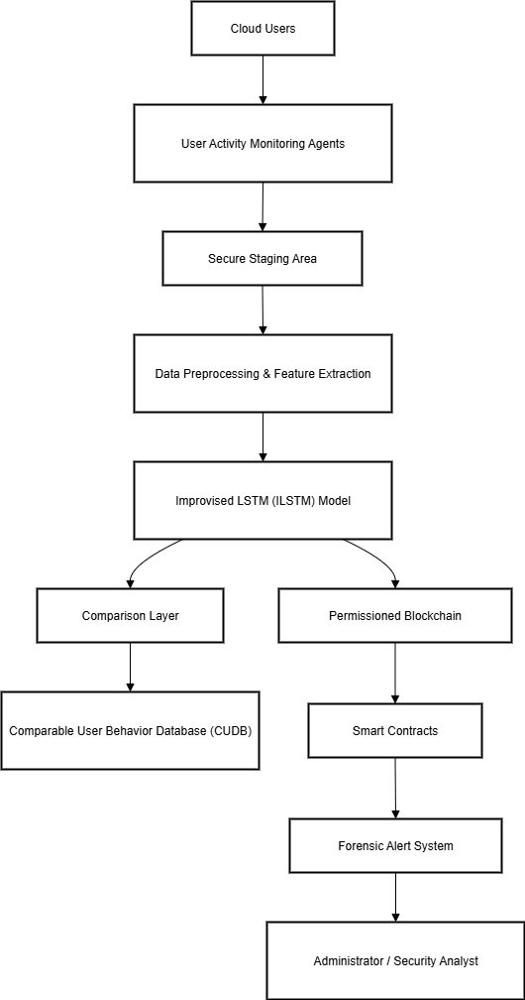 Cloud Users
User Activity Monitoring Agents
Secure Staging Area
Data Preprocessing & Feature Extraction
Improvised LSTM (ILSTM) Model
Comparison Layer
Permissioned Blockchain
Comparable User Behavior Database (CUDB)
Smart Contracts
Forensic Alert System
Administrator / Security Analyst